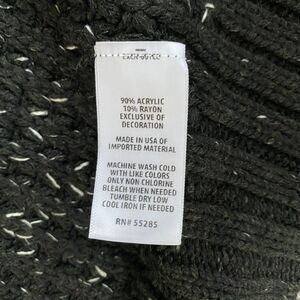 90% ACRYLIC
10% RAYON
EXCLUSIVE OF
DECORATION
MADE IN USA OF
IMPORTED MATERIAL
MACHINE WASH COLD
WITH LIKE COLORS
ONLY NON CHLORINE
BLEACH WHEN NEEDED
TUMBLE DRY LOW
COOL IRON IF NEEDED
RN# 55285